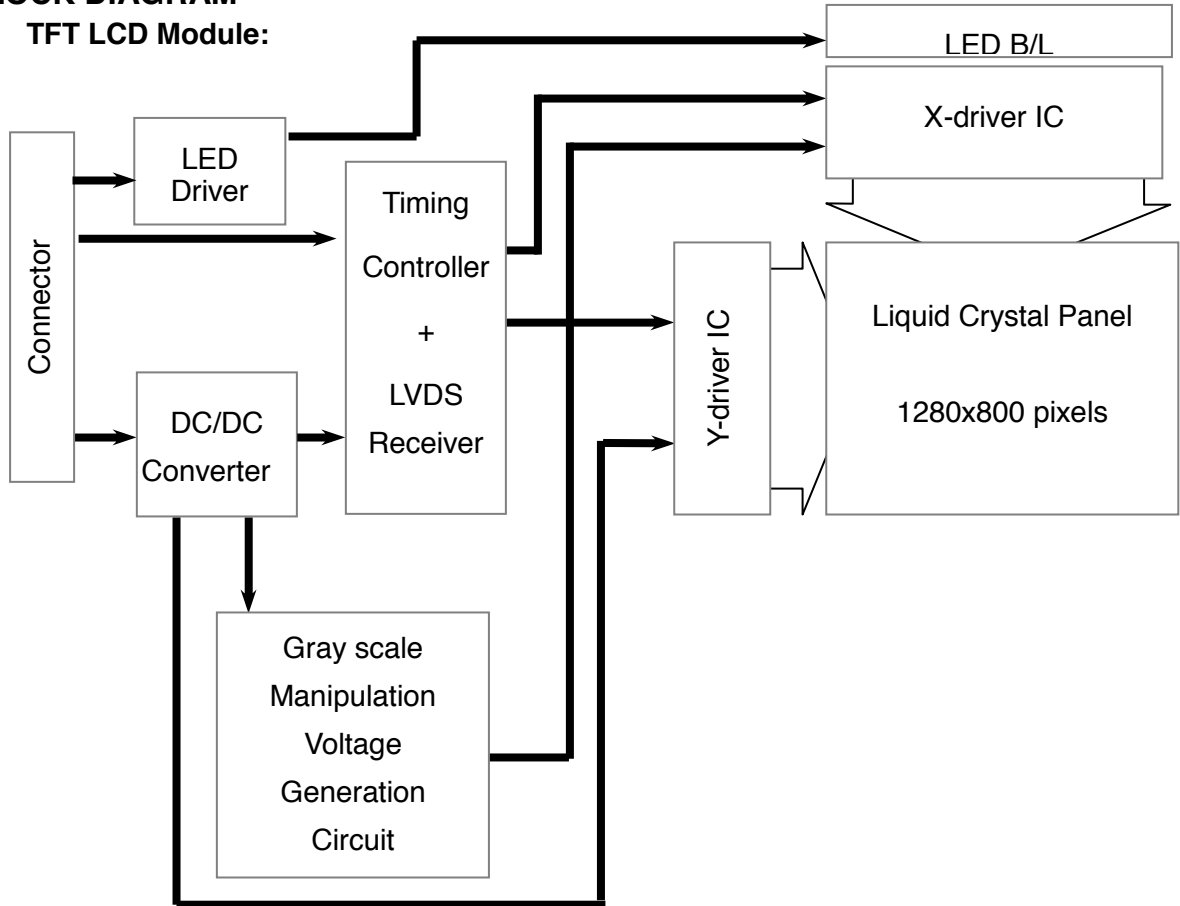 TFT LCD Module:
LED B/L
X-driver IC
LED
Driver
Connector
Timing
Controller
+
LVDS
Receiver
DC/DC
Converter
Y-driver IC
Liquid Crystal Panel
1280x800 pixels
Gray scale
Manipulation
Voltage
Generation
Circuit